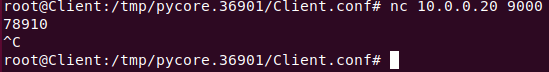 root@Client:/tmp/pycore.36901/Client.conf# nc 10.0.0.20 9000
78910
^C
root@Client:/tmp/pycore.36901/Client.conf#